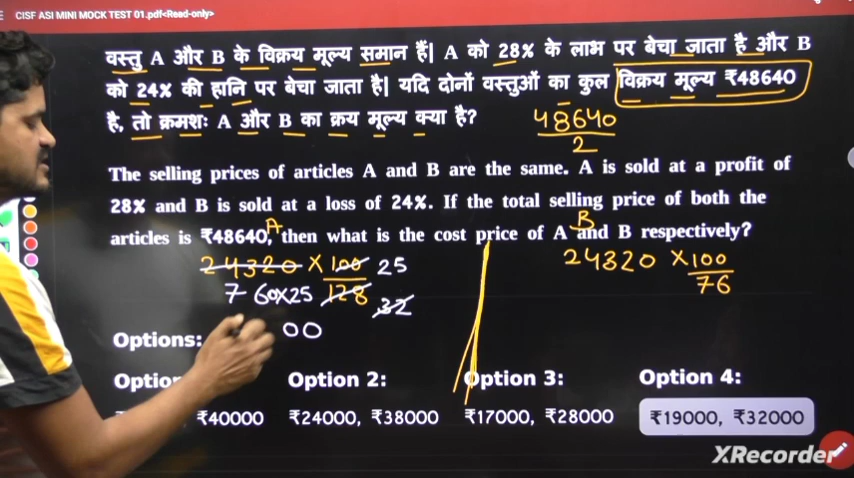 CISF ASI MINI MOCK TEST 01.pdf<Read-only>
वस्तु A और B के विक्रय मूल्य समान हैं| A को 28% के लाभ पर बेचा जाता है और B
को 24% की हानि पर बेचा जाता है| यदि दोनों वस्तुओं का कुल विक्रय मूल्य ₹48640
है, तो क्रमशः A और B का क्रय मूल्य क्या है?
48640
2
The selling prices of articles A and B are the same. A is sold at a profit of
28% and B is sold at a loss of 24%. If the total selling price of both the
articles is ₹48640, then what is the cost price of A and B respectively?
A
B
24320 × 100 25
128 32
760×25
00
24320 × 100
76
Options:
Option 2: Option 3: Option 4:
₹40000 ₹24000, ₹38000 ₹17000, ₹28000 ₹19000, ₹32000
XRecorder